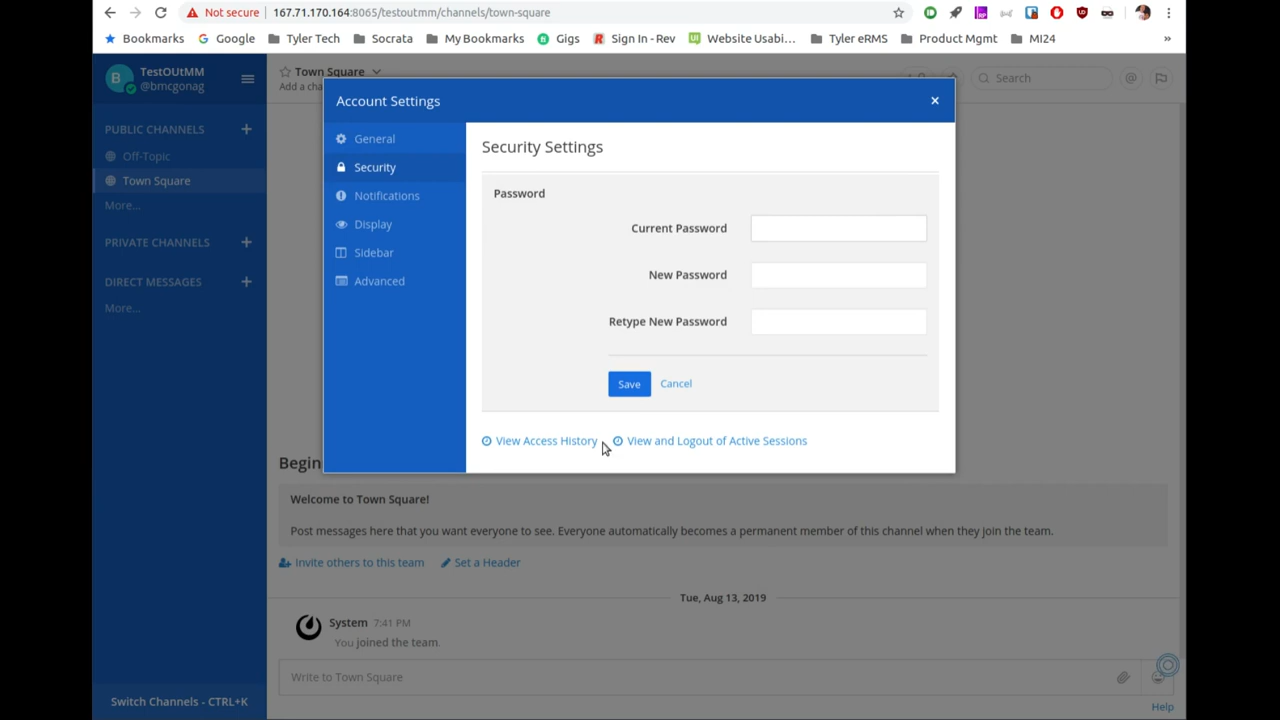 Not secure | 167.71.170.164:8065/testoutmm/channels/town-square
Bookmarks Google Tyler Tech Socrata My Bookmarks Gigs Sign In - Rev Website Usabi... Tyler eRMS Product Mgmt MI24 »
TestOUtMM
@bmcgonag
Town Square
Add a cha
Search
Account Settings
PUBLIC CHANNELS
Off-Topic
Town Square
More...
PRIVATE CHANNELS
DIRECT MESSAGES
More...
General
Security
Notifications
Display
Sidebar
Advanced
Security Settings
Password
Current Password
New Password
Retype New Password
Save Cancel
View Access History View and Logout of Active Sessions
Begin
Welcome to Town Square!
Post messages here that you want everyone to see. Everyone automatically becomes a permanent member of this channel when they join the team.
Invite others to this team Set a Header
Tue, Aug 13, 2019
System 7:41 PM
You joined the team.
Write to Town Square
Switch Channels - CTRL+K
Help